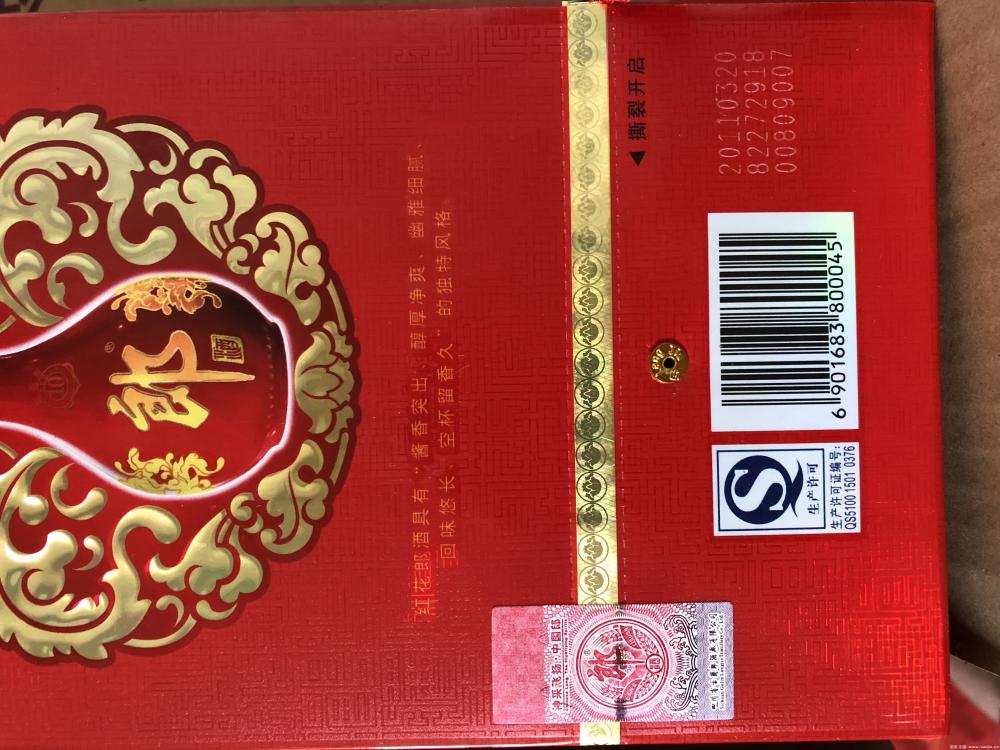 郎
酒
10
®
红花郎酒具有“酱香突出、醇厚净爽、幽雅细腻、
回味悠长、空杯留香久”的独特风格。
◀ 撕裂开启
20110320
82272918
00809007
6 901683 800045
生产许可
生产许可证编号:
QS5100 1501 0376
神采飞扬·中国郎
郎